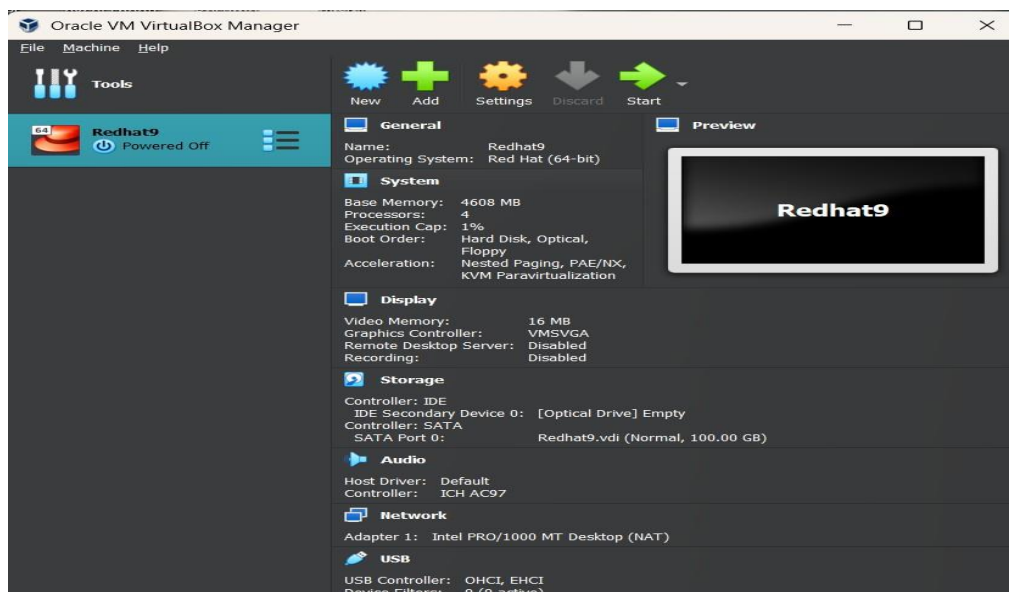 Oracle VM VirtualBox Manager
File Machine Help
Tools
New Add Settings Discard Start
64
Redhat9
Powered Off
General
Name: Redhat9
Operating System: Red Hat (64-bit)
System
Base Memory: 4608 MB
Processors: 4
Execution Cap: 1%
Boot Order: Hard Disk, Optical,
Floppy
Acceleration: Nested Paging, PAE/NX,
KVM Paravirtualization
Preview
Redhat9
Display
Video Memory: 16 MB
Graphics Controller: VMSVGA
Remote Desktop Server: Disabled
Recording: Disabled
Storage
Controller: IDE
IDE Secondary Device 0: [Optical Drive] Empty
Controller: SATA
SATA Port 0: Redhat9.vdi (Normal, 100.00 GB)
Audio
Host Driver: Default
Controller: ICH AC97
Network
Adapter 1: Intel PRO/1000 MT Desktop (NAT)
USB
USB Controller: OHCI, EHCI
Device Filters: 0 (0 active)